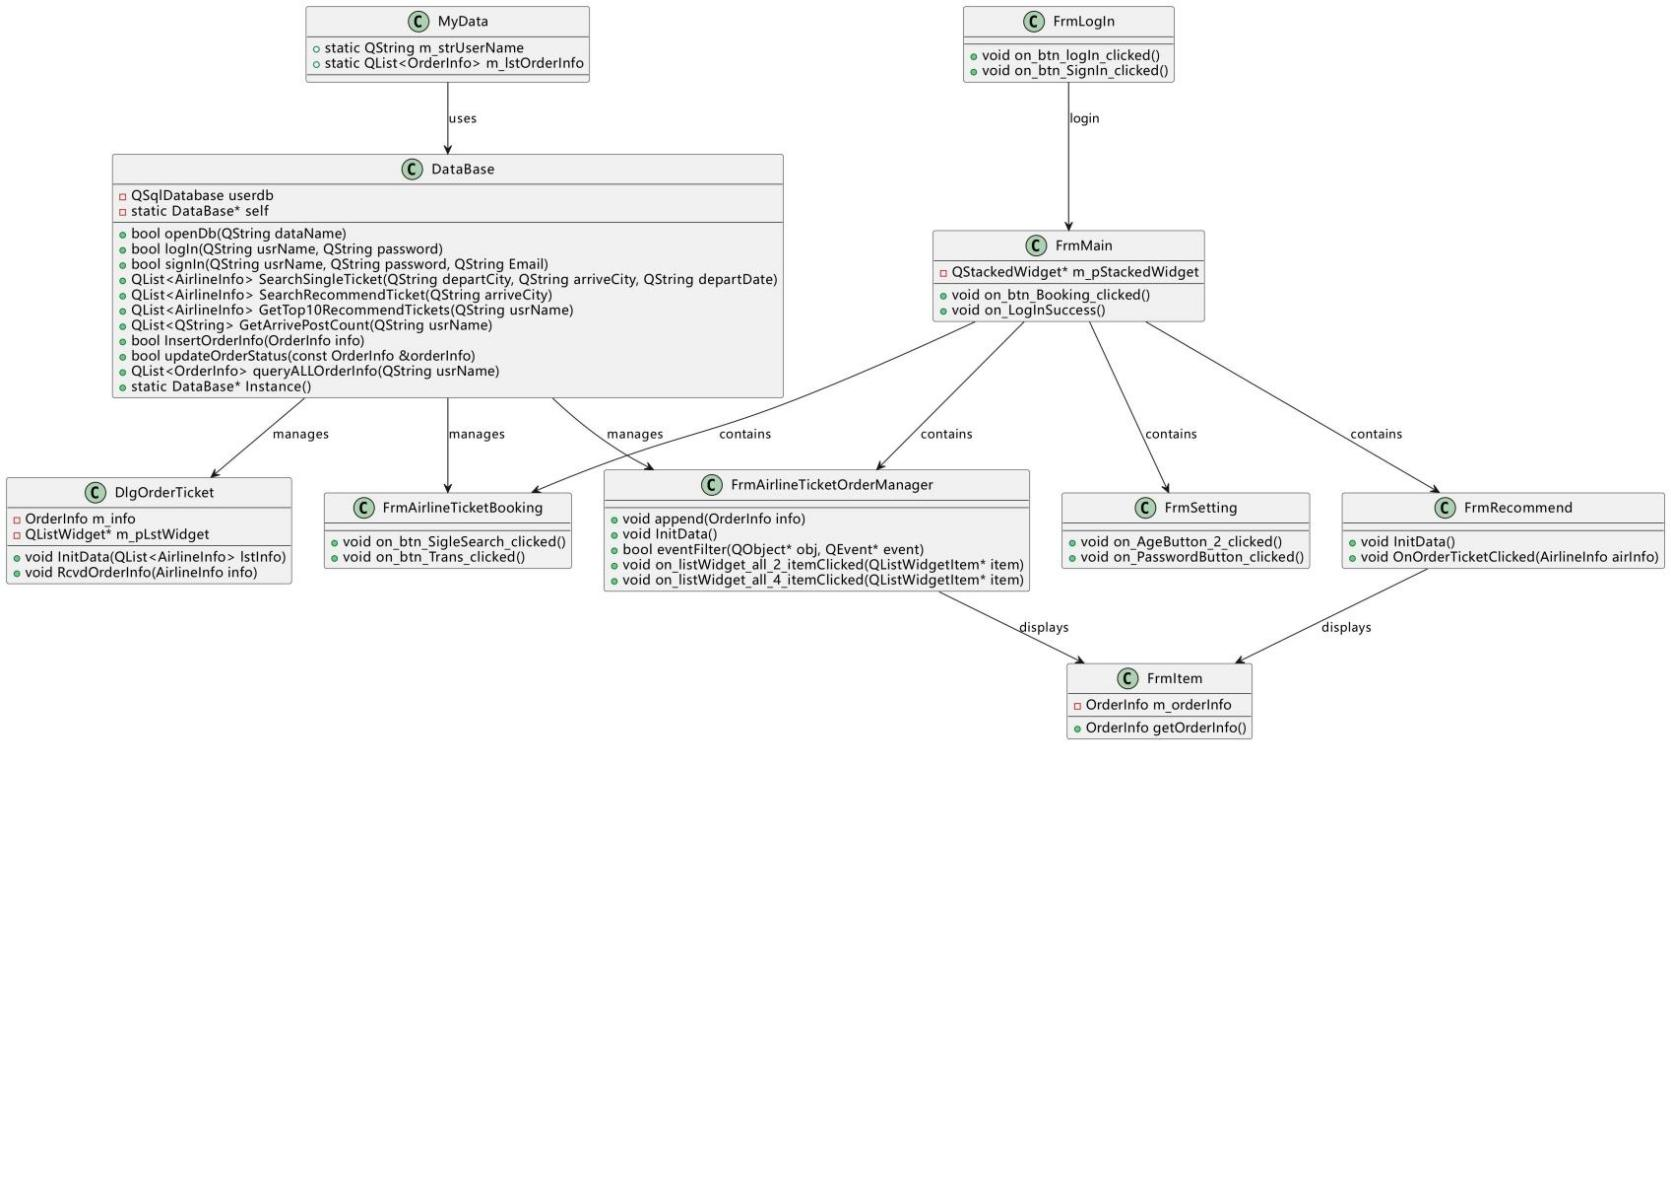 C MyData
static QString m_strUserName
static QList<OrderInfo> m_lstOrderInfo
C FrmLogIn
void on_btn_logIn_clicked()
void on_btn_SignIn_clicked()
uses
login
C DataBase
QSqlDatabase userdb
static DataBase* self
bool openDb(QString dataName)
bool logIn(QString usrName, QString password)
bool signIn(QString usrName, QString password, QString Email)
QList<AirlineInfo> SearchSingleTicket(QString departCity, QString arriveCity, QString departDate)
QList<AirlineInfo> SearchRecommendTicket(QString arriveCity)
QList<AirlineInfo> GetTop10RecommendTickets(QString usrName)
QList<QString> GetArrivePostCount(QString usrName)
bool InsertOrderInfo(OrderInfo info)
bool updateOrderStatus(const OrderInfo &orderInfo)
QList<OrderInfo> queryALLOrderInfo(QString usrName)
static DataBase* Instance()
C FrmMain
QStackedWidget* m_pStackedWidget
void on_btn_Booking_clicked()
void on_LogInSuccess()
manages
manages
manages
contains
contains
contains
contains
C DlgOrderTicket
OrderInfo m_info
QListWidget* m_pLstWidget
void InitData(QList<AirlineInfo> lstInfo)
void RcvdOrderInfo(AirlineInfo info)
C FrmAirlineTicketBooking
void on_btn_SigleSearch_clicked()
void on_btn_Trans_clicked()
C FrmAirlineTicketOrderManager
void append(OrderInfo info)
void InitData()
bool eventFilter(QObject* obj, QEvent* event)
void on_listWidget_all_2_itemClicked(QListWidgetItem* item)
void on_listWidget_all_4_itemClicked(QListWidgetItem* item)
C FrmSetting
void on_AgeButton_2_clicked()
void on_PasswordButton_clicked()
C FrmRecommend
void InitData()
void OnOrderTicketClicked(AirlineInfo airInfo)
displays
displays
C FrmItem
OrderInfo m_orderInfo
OrderInfo getOrderInfo()